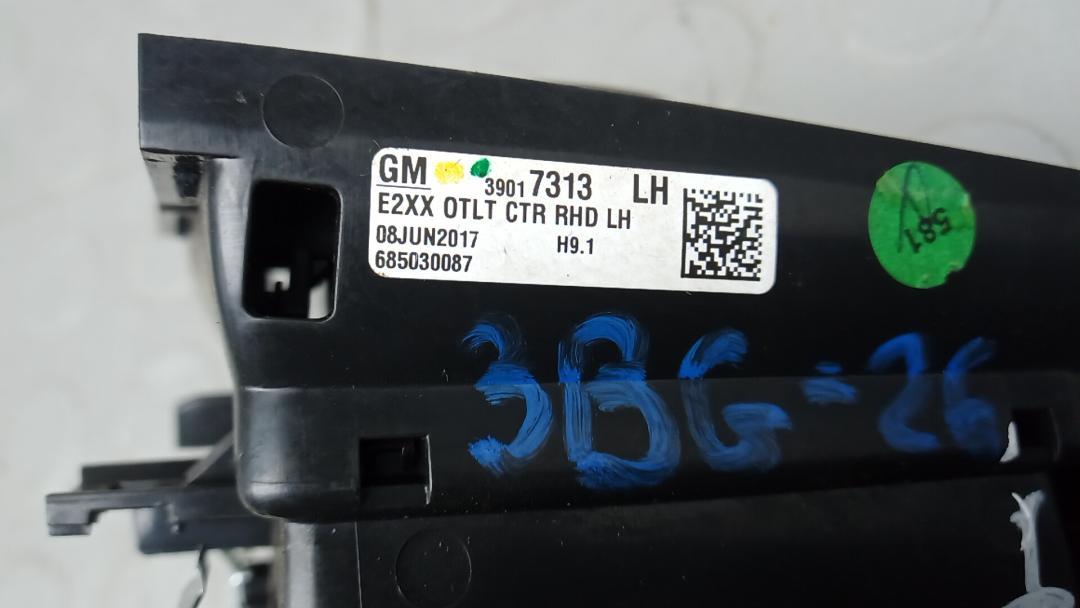 GM 39017313 LH
E2XX OTLT CTR RHD LH
08JUN2017 H9.1
685030087
581
3BG-26